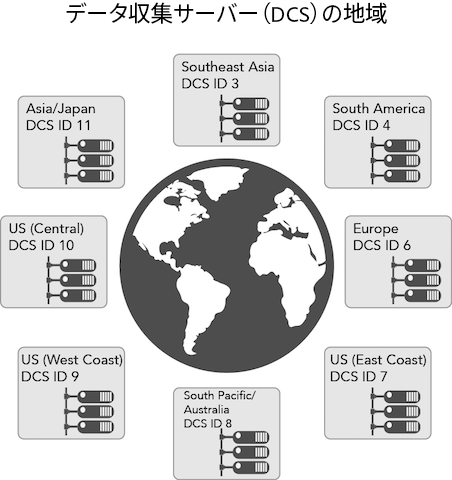 データ収集サーバー（DCS）の地域
Southeast Asia
DCS ID 3
Asia/Japan
DCS ID 11
South America
DCS ID 4
US (Central)
DCS ID 10
Europe
DCS ID 6
US (West Coast)
DCS ID 9
US (East Coast)
DCS ID 7
South Pacific/
Australia
DCS ID 8